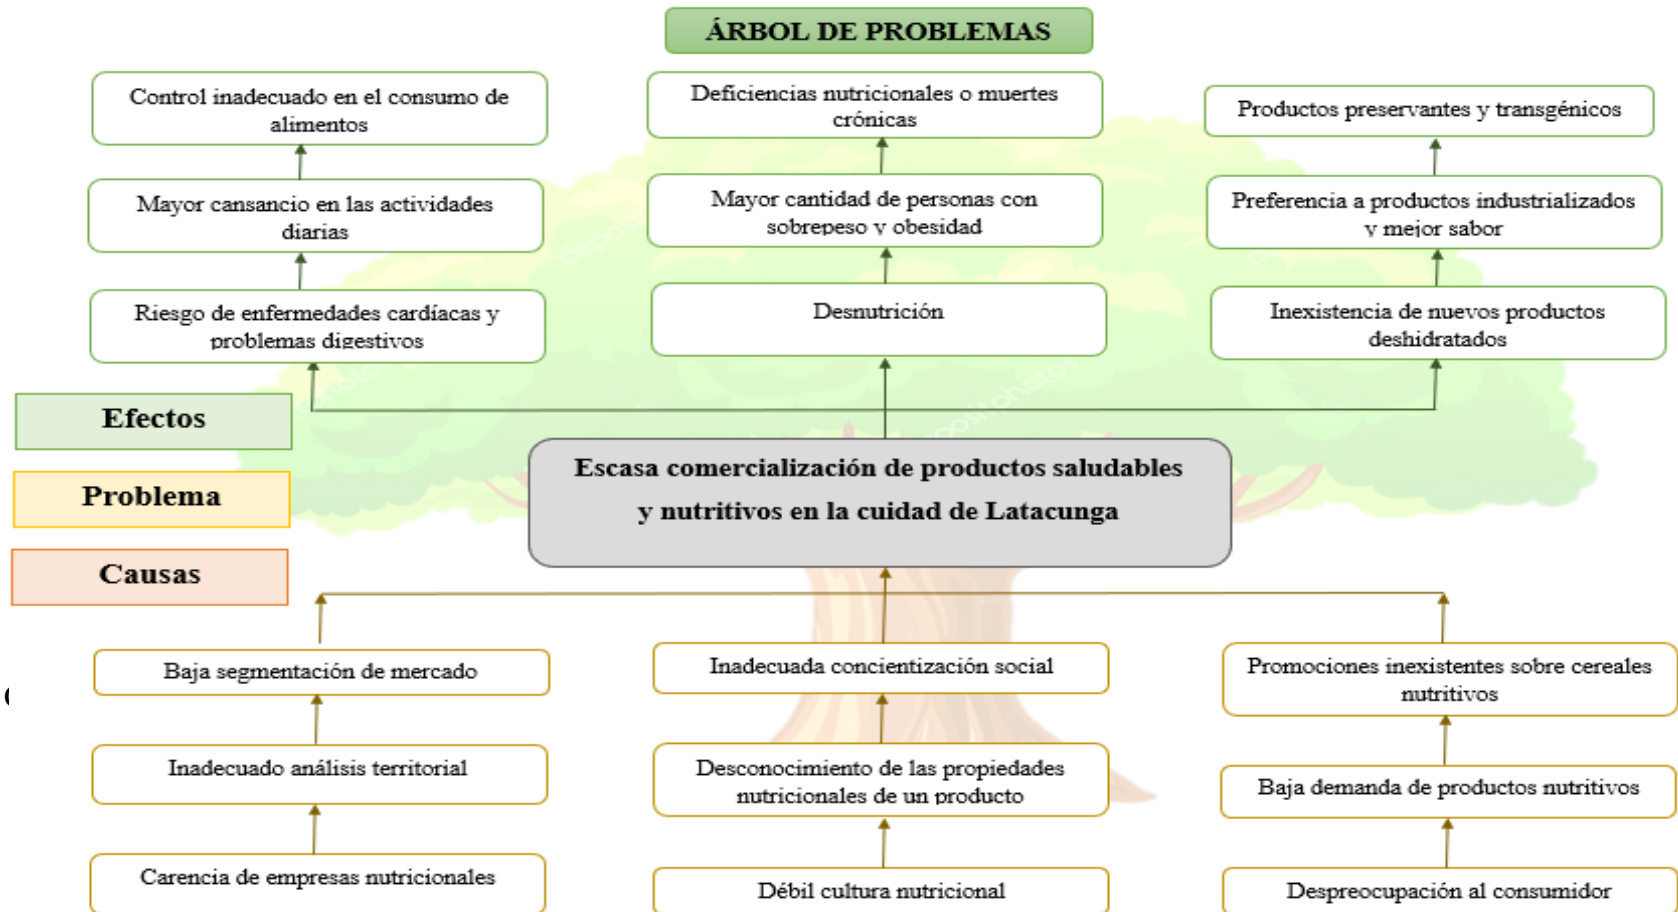 ÁRBOL DE PROBLEMAS
Control inadecuado en el consumo de
alimentos
Deficiencias nutricionales o muertes
crónicas
Productos preservantes y transgénicos
Mayor cansancio en las actividades
diarias
Mayor cantidad de personas con
sobrepeso y obesidad
Preferencia a productos industrializados
y mejor sabor
Riesgo de enfermedades cardíacas y
problemas digestivos
Desnutrición
Inexistencia de nuevos productos
deshidratados
Efectos
Problema
Causas
Escasa comercialización de productos saludables
y nutritivos en la cuidad de Latacunga
Baja segmentación de mercado
Inadecuada concientización social
Promociones inexistentes sobre cereales
nutritivos
Inadecuado análisis territorial
Desconocimiento de las propiedades
nutricionales de un producto
Baja demanda de productos nutritivos
Carencia de empresas nutricionales
Débil cultura nutricional
Despreocupación al consumidor